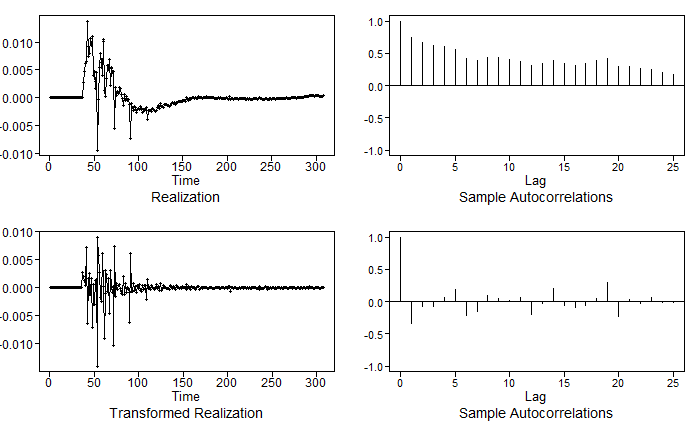 0.010
0.005
0.000
-0.005
-0.010
0 50 100 150 200 250 300
Time
Realization
1.0
0.5
0.0
-0.5
-1.0
0 5 10 15 20 25
Lag
Sample Autocorrelations
0.010
0.005
0.000
-0.005
-0.010
0 50 100 150 200 250 300
Time
Transformed Realization
1.0
0.5
0.0
-0.5
-1.0
0 5 10 15 20 25
Lag
Sample Autocorrelations